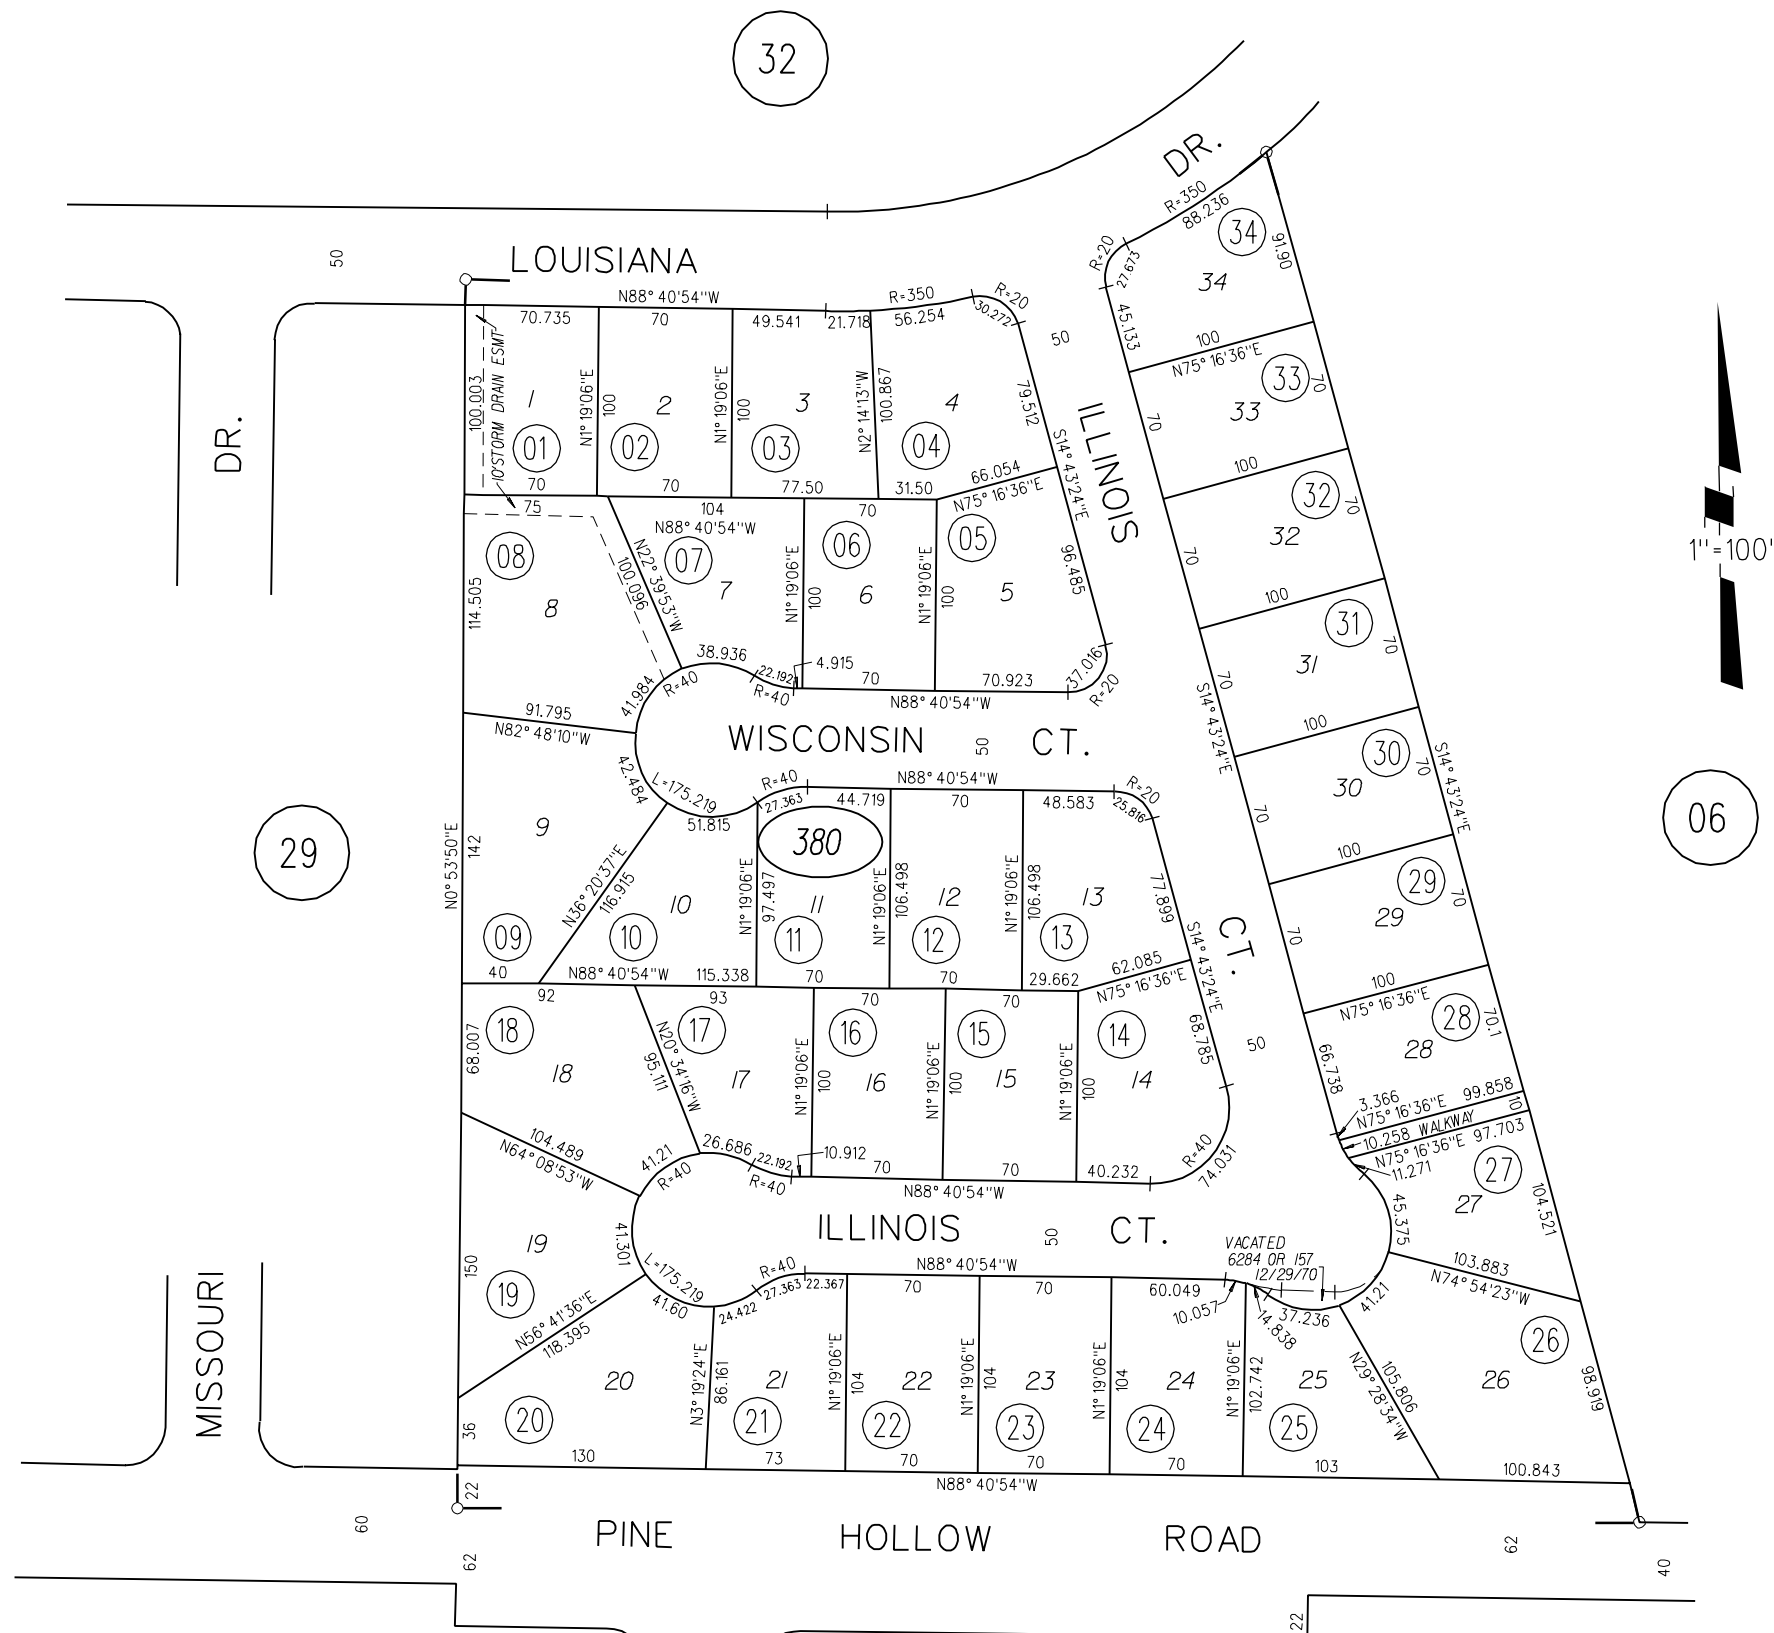 32
DR.
R=350
88.236
34
R=20
27.673
91.90
34
50
LOUISIANA
N88° 40'54"W
R=350
R=20
70.735
70
49.541
21.718
56.254
30.272
50
45.133
100
N75° 16'36"E
33
70
33
70
100.003
10'STORM DRAIN ESMT
1
N1° 19'06"E
100
2
N1° 19'06"E
100
3
N2° 14'13"W
100.867
4
79.512
S14° 43'24"E
ILLINOIS
DR.
01
02
03
04
70
70
77.50
31.50
66.054
N75° 16'36"E
100
32
70
32
70
1"=100'
75
104
N88° 40'54"W
70
05
08
07
06
N22° 39'53"W
100.096
N1° 19'06"E
100
N1° 19'06"E
100
96.485
114.505
8
7
6
5
100
31
70
31
70
38.936
22.192
R=40
4.915
70
70.923
37.016
R=20
N88° 40'54"W
R=40
41.984
S14° 43'24"E
91.795
N82° 48'10"W
WISCONSIN
50
CT.
100
30
70
30
70
S14° 43'24"E
06
42.484
L=175.219
51.815
R=40
27.363
N88° 40'54"W
44.719
70
48.583
R=20
25.816
380
29
N0° 53'50"E
142
9
N36° 20'37"E
116.915
10
N1° 19'06"E
97.497
11
N1° 19'06"E
106.498
12
N1° 19'06"E
106.498
13
77.899
S14° 43'24"E
CT.
100
29
70
29
70
09
10
11
12
13
40
N88° 40'54"W
115.338
70
70
29.662
62.085
N75° 16'36"E
100
N75° 16'36"E
28
70.1
28
66.738
92
93
70
70
18
17
16
15
14
68.007
18
N20° 34'16"W
95.111
17
N1° 19'06"E
100
16
N1° 19'06"E
100
15
N1° 19'06"E
100
14
68.785
50
3.366
N75° 16'36"E
99.858
10
10.258
WALKWAY
N75° 16'36"E
97.703
11.271
27
27
104.521
45.375
104.489
N64° 08'53"W
41.21
R=40
26.686
22.192
R=40
10.912
70
70
40.232
R=40
74.031
N88° 40'54"W
ILLINOIS
50
CT.
VACATED
6284 OR 157
12/29/70
103.883
N74° 54'23"W
19
41.301
L=175.219
R=40
N88° 40'54"W
150
19
N56° 41'36"E
118.395
41.60
24.422
27.363
22.367
70
70
60.049
10.057
14.838
37.236
41.21
MISSOURI
20
N3° 19'24"E
86.161
21
N1° 19'06"E
104
22
N1° 19'06"E
104
23
N1° 19'06"E
104
24
N1° 19'06"E
102.742
25
N29° 28'34"W
105.806
26
26
98.919
36
20
21
22
23
24
25
130
73
70
70
70
103
100.843
N88° 40'54"W
22
60
PINE
HOLLOW
ROAD
62
62
40
22